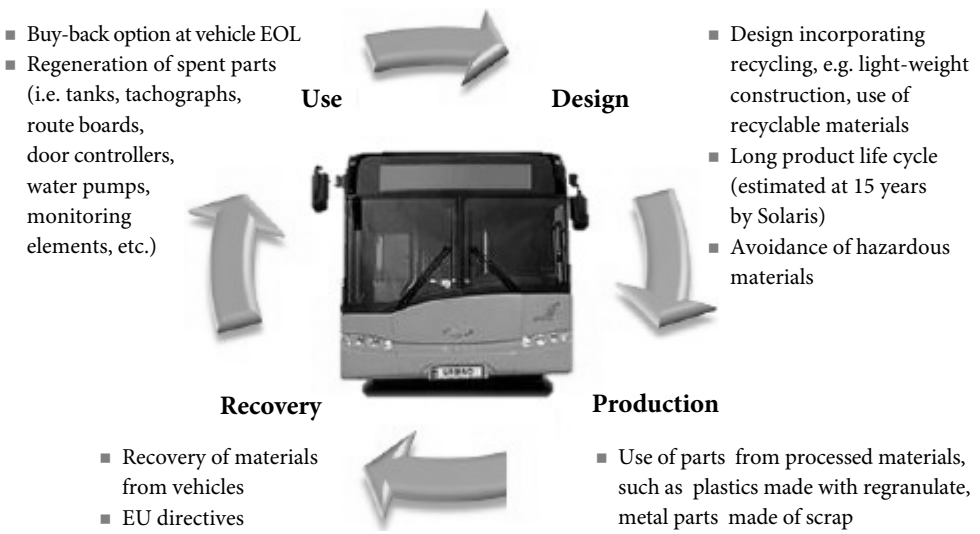 ■ Buy-back option at vehicle EOL
■ Regeneration of spent parts
(i.e. tanks, tachographs,
route boards,
door controllers,
water pumps,
monitoring
elements, etc.)
Use
Design
■ Design incorporating
recycling, e.g. light-weight
construction, use of
recyclable materials
■ Long product life cycle
(estimated at 15 years
by Solaris)
■ Avoidance of hazardous
materials
URBINO
Recovery
Production
■ Recovery of materials
from vehicles
■ EU directives
■ Use of parts from processed materials,
such as plastics made with regranulate,
metal parts made of scrap